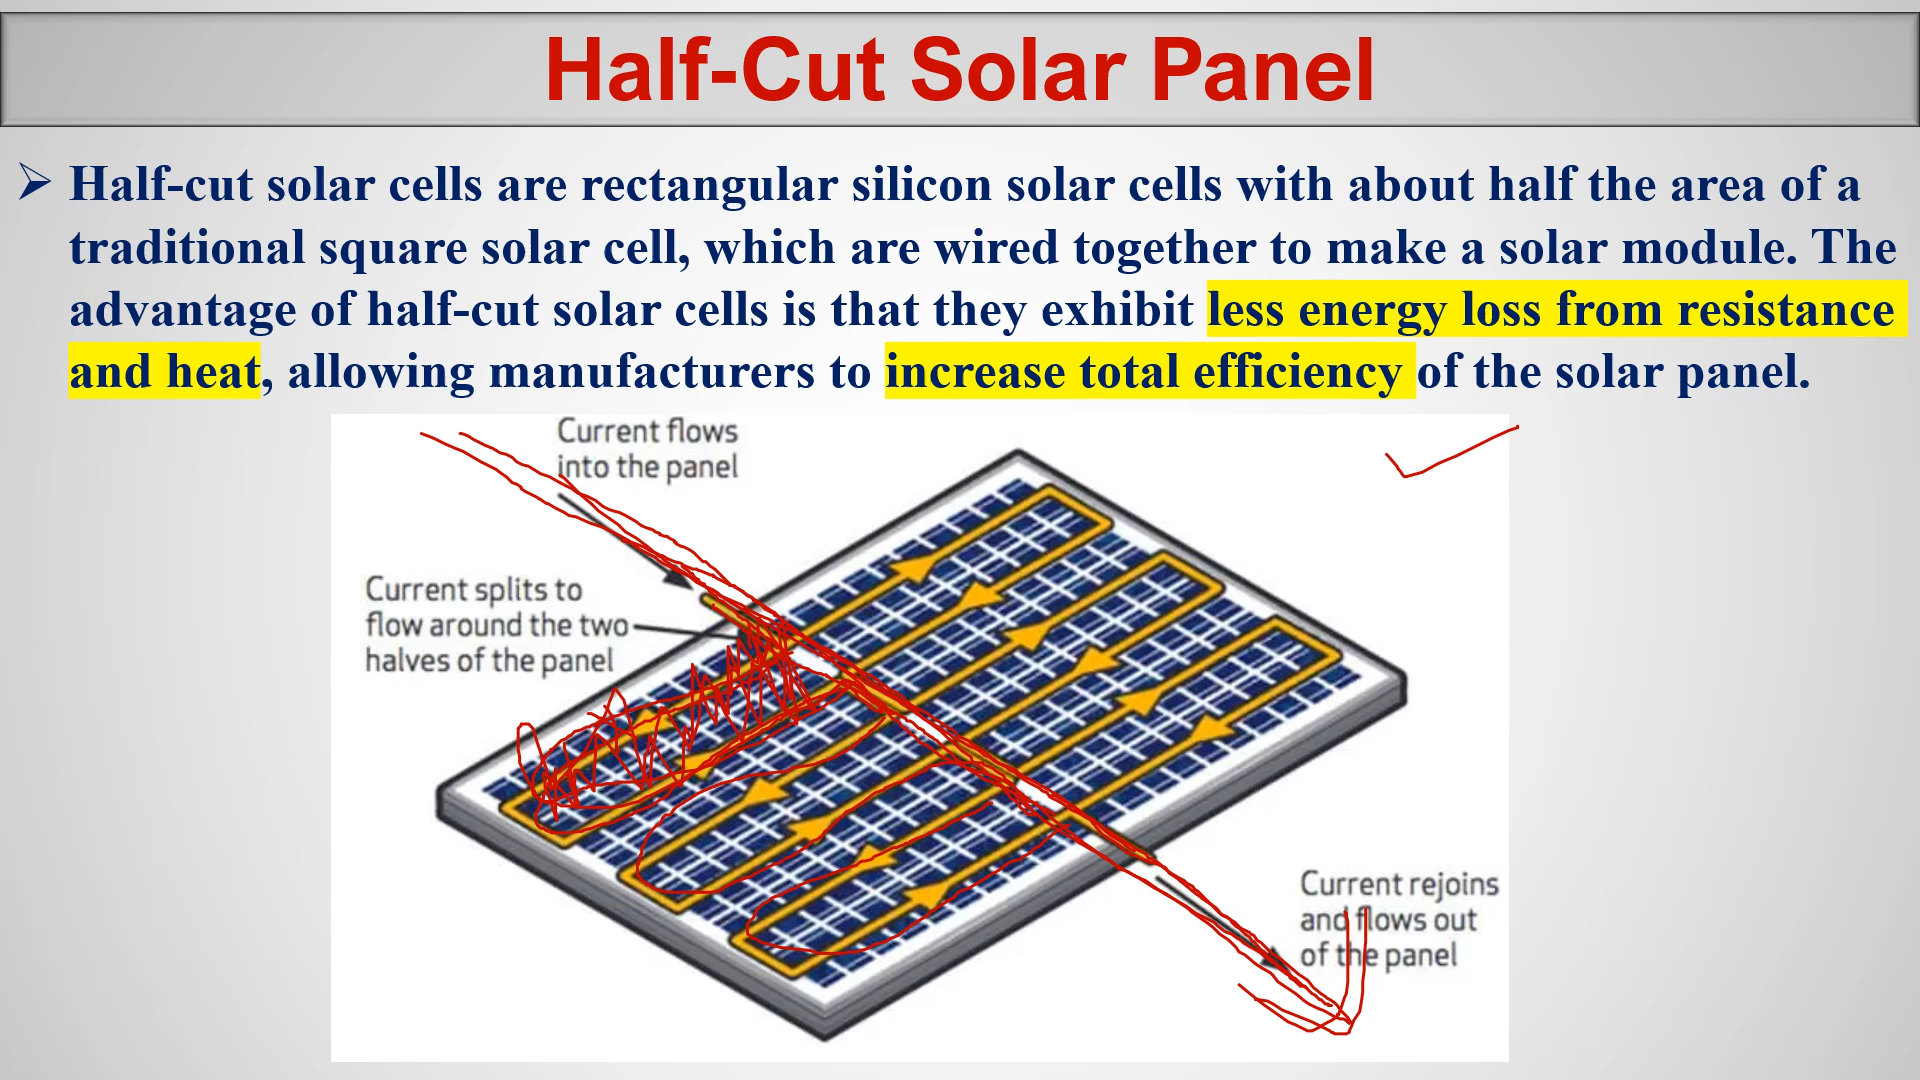 Half-Cut Solar Panel
➢ Half-cut solar cells are rectangular silicon solar cells with about half the area of a
traditional square solar cell, which are wired together to make a solar module. The
advantage of half-cut solar cells is that they exhibit less energy loss from resistance
and heat, allowing manufacturers to increase total efficiency of the solar panel.
Current flows
into the panel
Current splits to
flow around the two
halves of the panel
Current rejoins
and flows out
of the panel